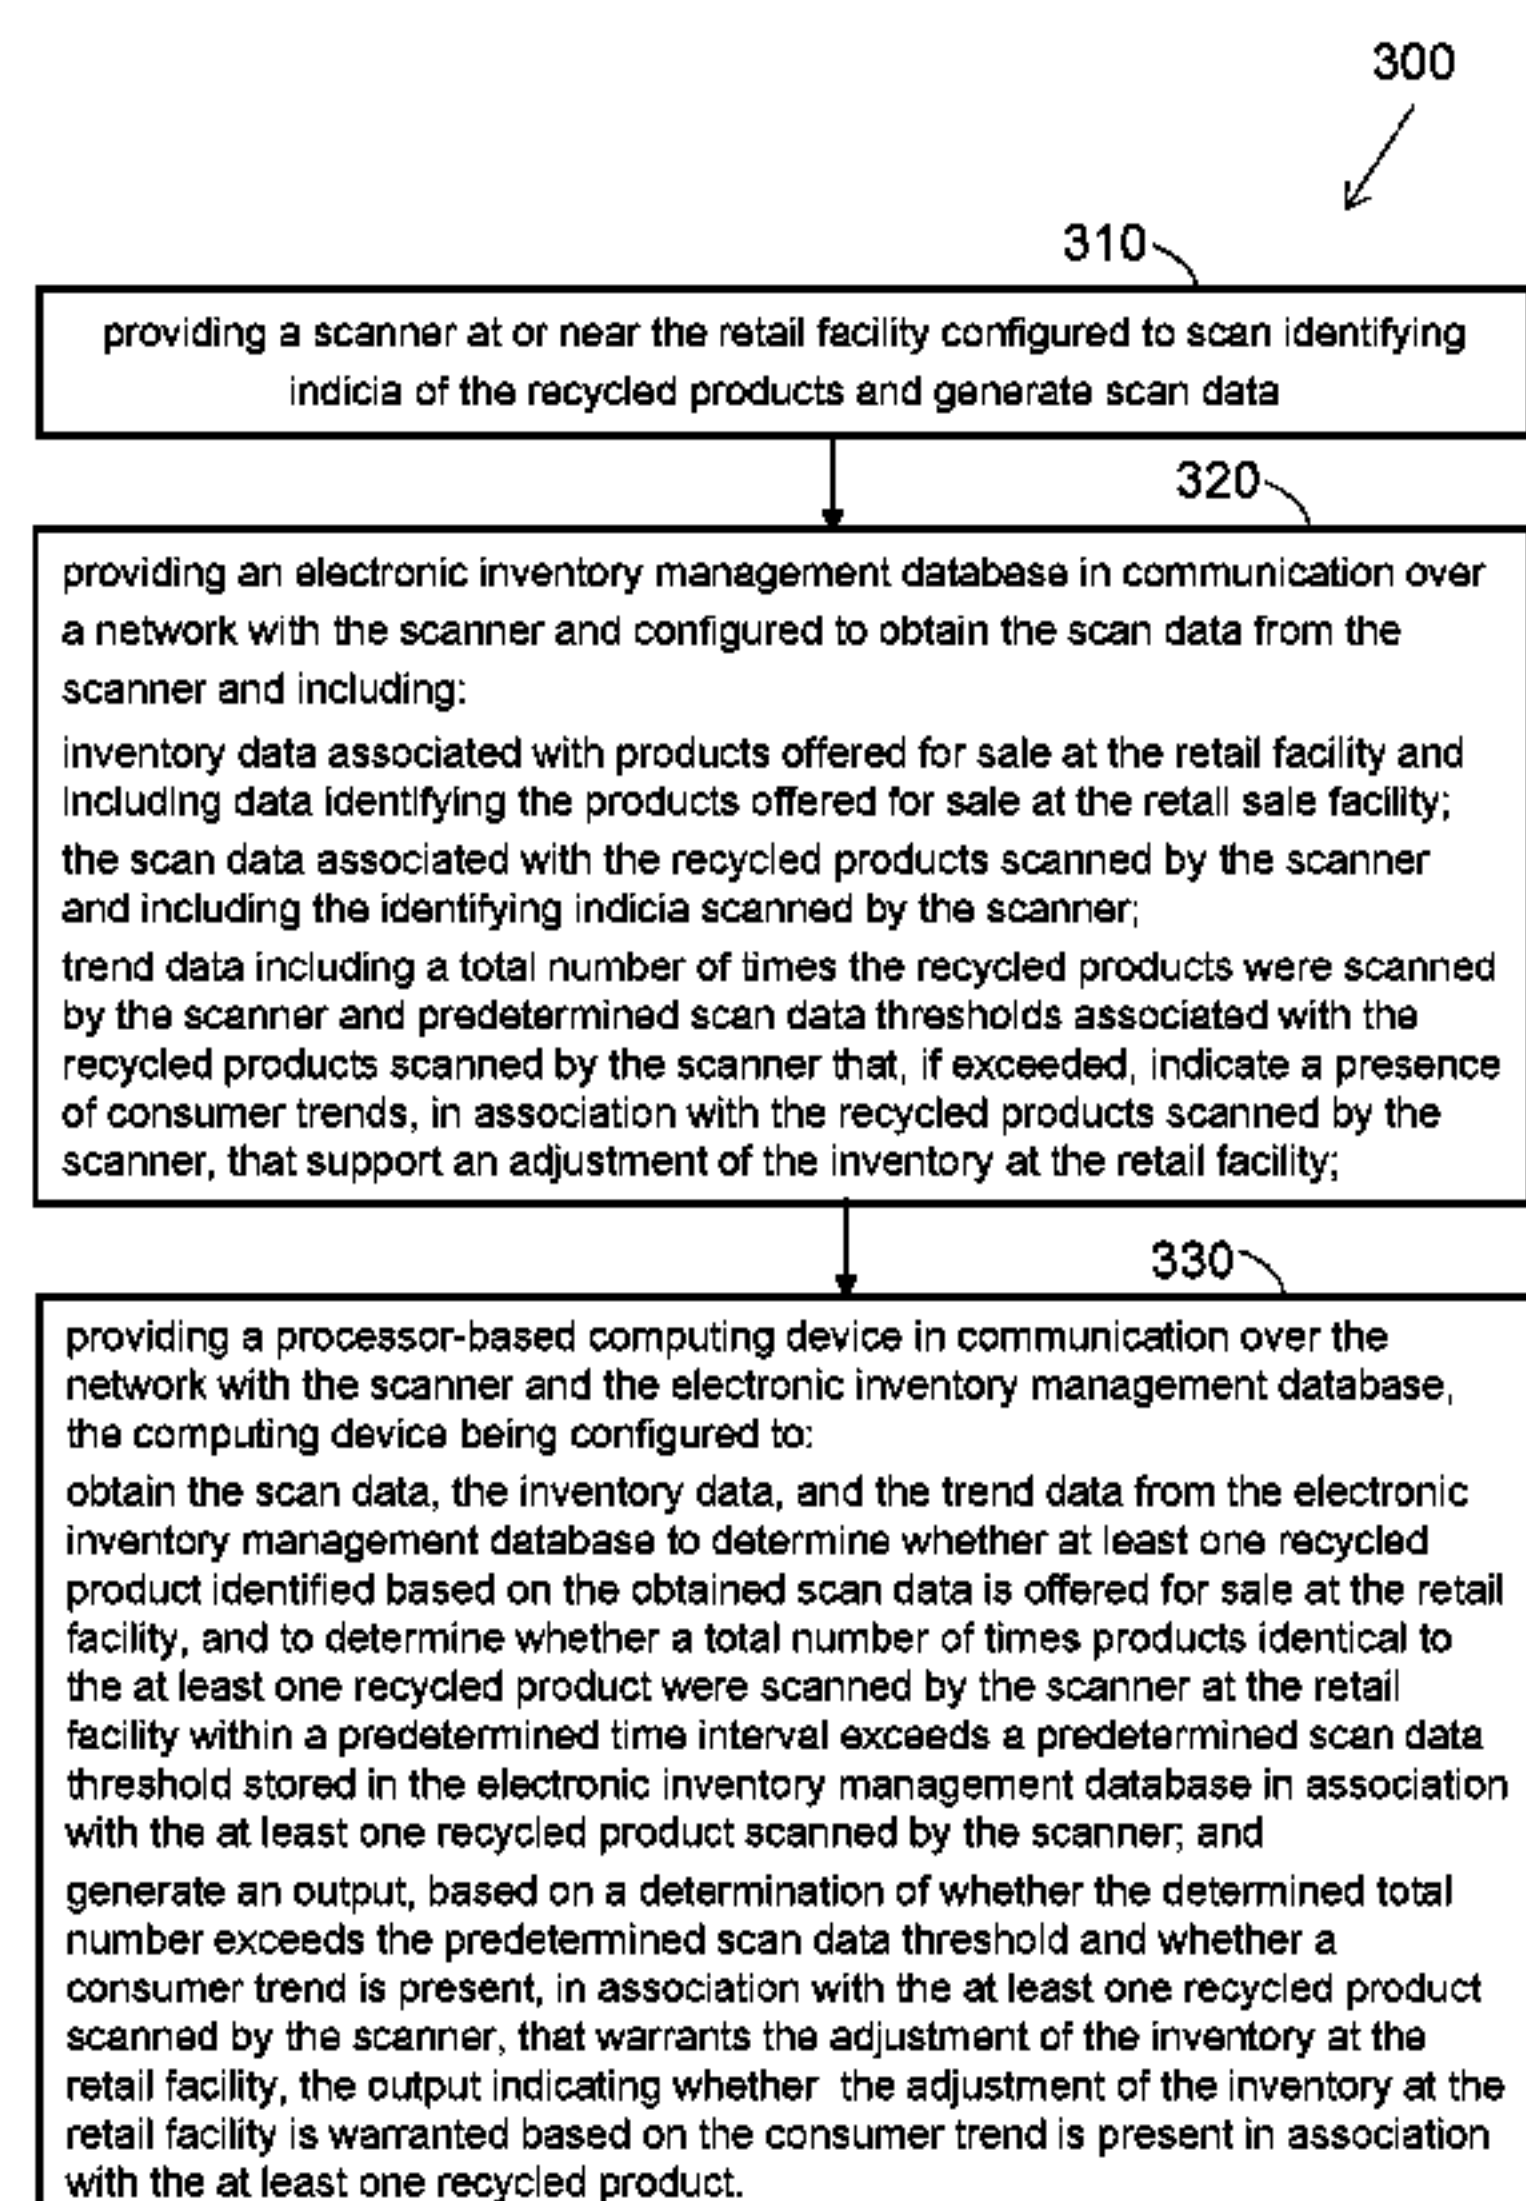 300
310
providing a scanner at or near the retail facility configured to scan identifying
indicia of the recycled products and generate scan data
320
providing an electronic inventory management database in communication over
a network with the scanner and configured to obtain the scan data from the
scanner and including:
inventory data associated with products offered for sale at the retail facility and
including data identifying the products offered for sale at the retail sale facility;
the scan data associated with the recycled products scanned by the scanner
and including the identifying indicia scanned by the scanner;
trend data including a total number of times the recycled products were scanned
by the scanner and predetermined scan data thresholds associated with the
recycled products scanned by the scanner that, if exceeded, indicate a presence
of consumer trends, in association with the recycled products scanned by the
scanner, that support an adjustment of the inventory at the retail facility;
330
providing a processor-based computing device in communication over the
network with the scanner and the electronic inventory management database,
the computing device being configured to:
obtain the scan data, the inventory data, and the trend data from the electronic
inventory management database to determine whether at least one recycled
product identified based on the obtained scan data is offered for sale at the retail
facility, and to determine whether a total number of times products identical to
the at least one recycled product were scanned by the scanner at the retail
facility within a predetermined time interval exceeds a predetermined scan data
threshold stored in the electronic inventory management database in association
with the at least one recycled product scanned by the scanner; and
generate an output, based on a determination of whether the determined total
number exceeds the predetermined scan data threshold and whether a
consumer trend is present, in association with the at least one recycled product
scanned by the scanner, that warrants the adjustment of the inventory at the
retail facility, the output indicating whether the adjustment of the inventory at the
retail facility is warranted based on the consumer trend is present in association
with the at least one recycled product.